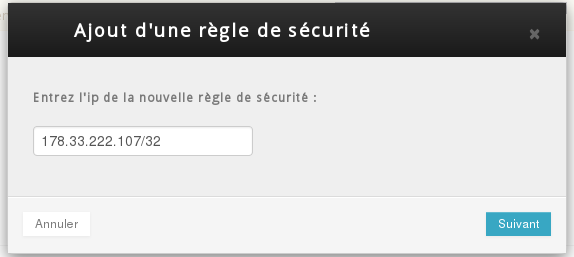 Ajout d'une règle de sécurité
Entrez l'ip de la nouvelle règle de sécurité :
178.33.222.107/32
Annuler
Suivant